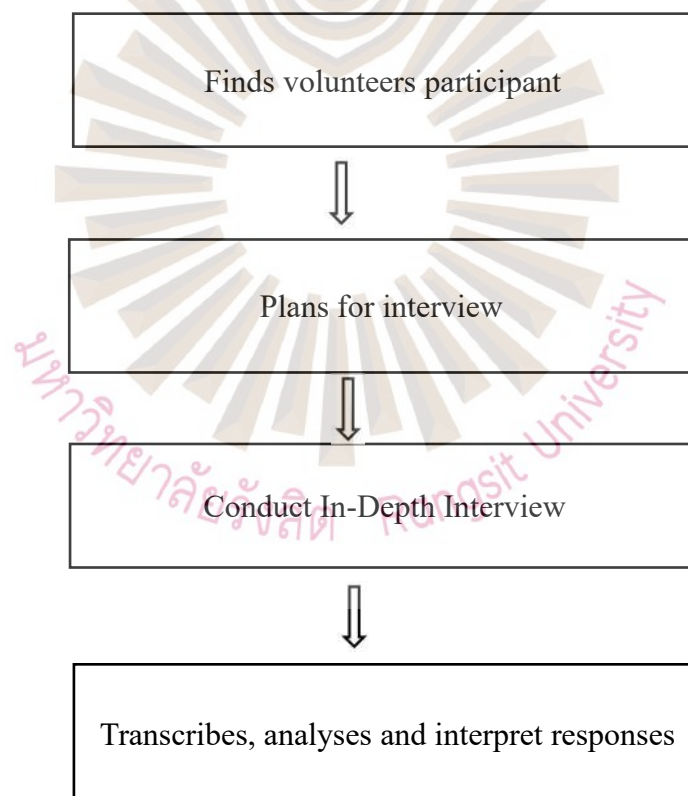 Finds volunteers participant
Plans for interview
Conduct In-Depth Interview
Transcribes, analyses and interpret responses
มหาวิทยาลัยรังสิต Rangsit University